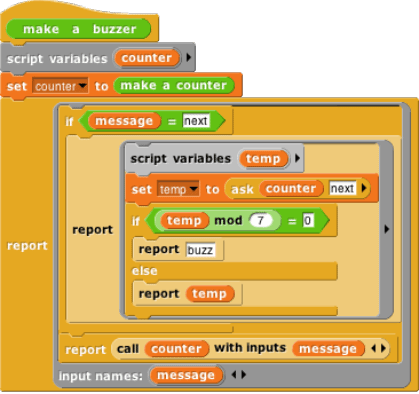 make a buzzer
script variables counter
set counter to make a counter
if message = next
script variables temp
set temp to ask counter next
if temp mod 7 = 0
report
report buzz
report
else
report temp
report call counter with inputs message
input names: message